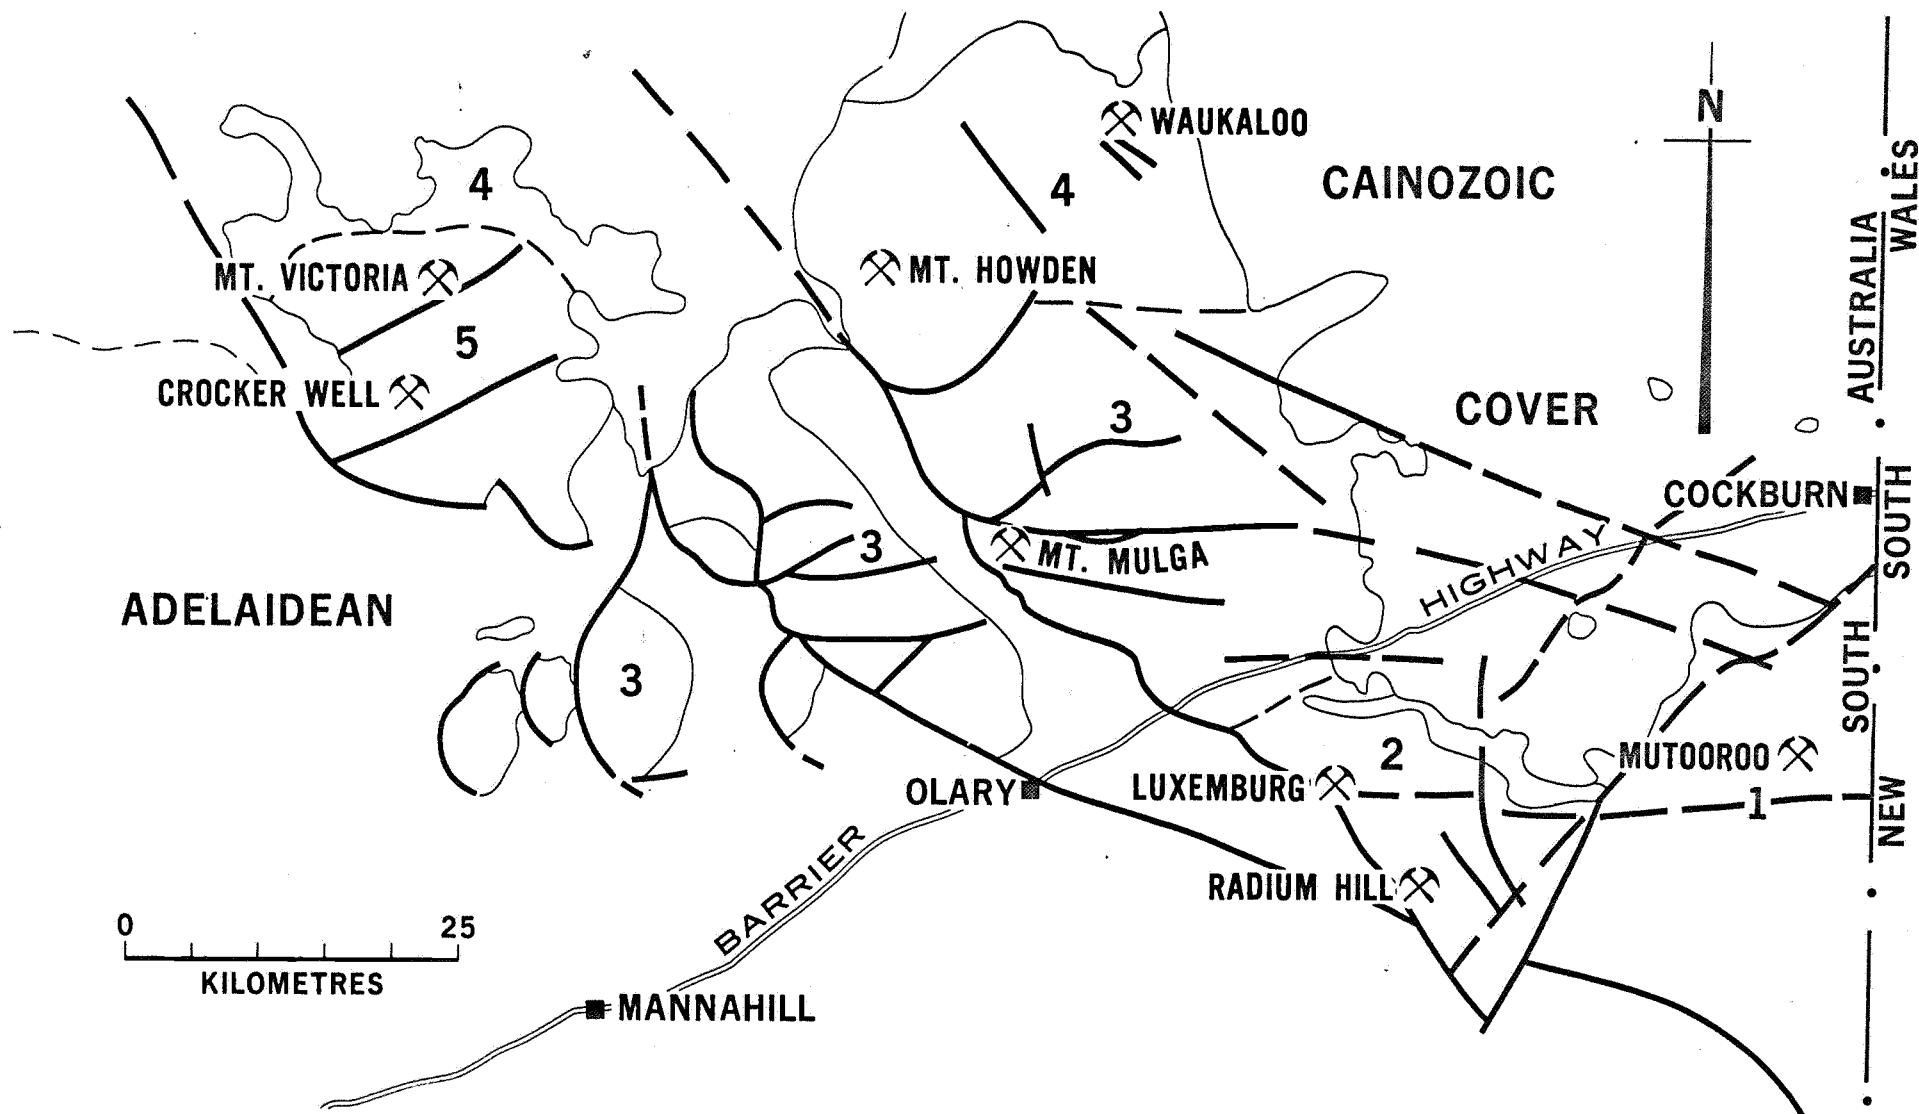 N
WAUKALOO
CAINOZOIC
4
4
MT. VICTORIA
MT. HOWDEN
5
CROCKER WELL
3
COVER
COCKBURN
MT. MULGA
3
HIGHWAY
ADELAIDEAN
3
2
MUTOOROO
LUXEMBURG
OLARY
1
RADIUM HILL
BARRIER
0 25
KILOMETRES
MANNAHILL
SOUTH AUSTRALIA
NEW SOUTH WALES